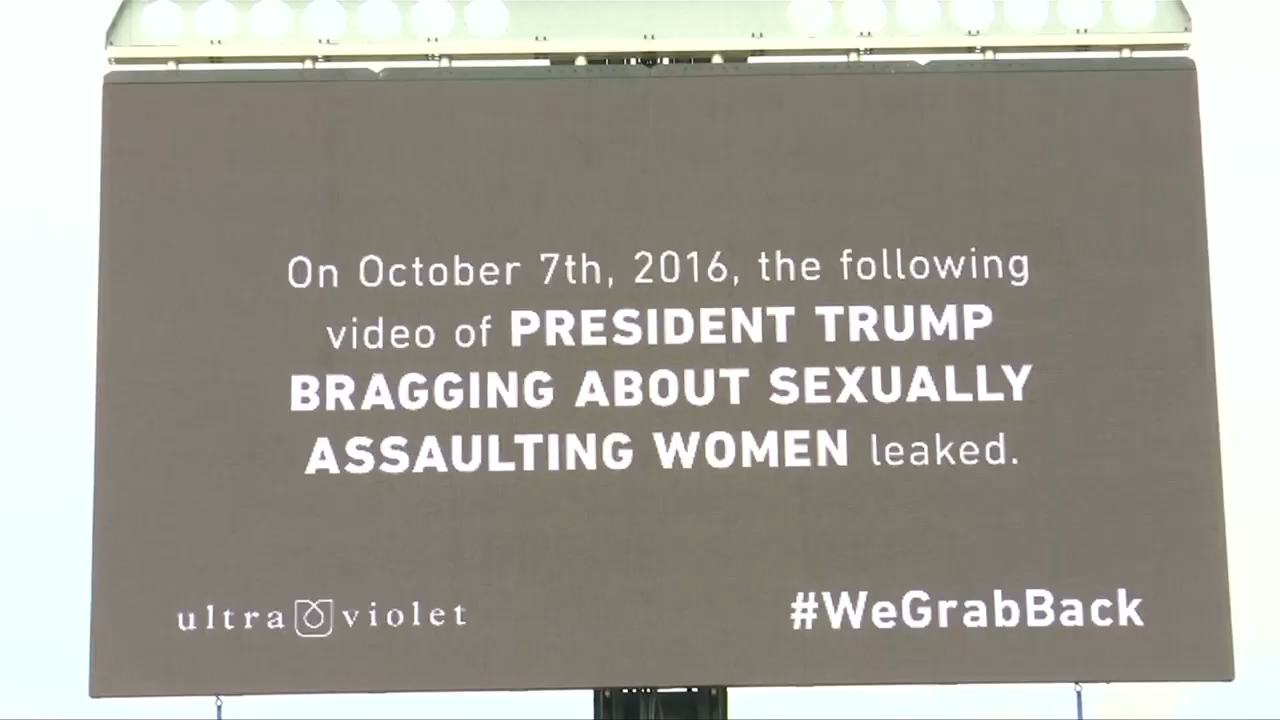 On October 7th, 2016, the following
video of PRESIDENT TRUMP
BRAGGING ABOUT SEXUALLY
ASSAULTING WOMEN leaked.
ultra violet
#WeGrabBack